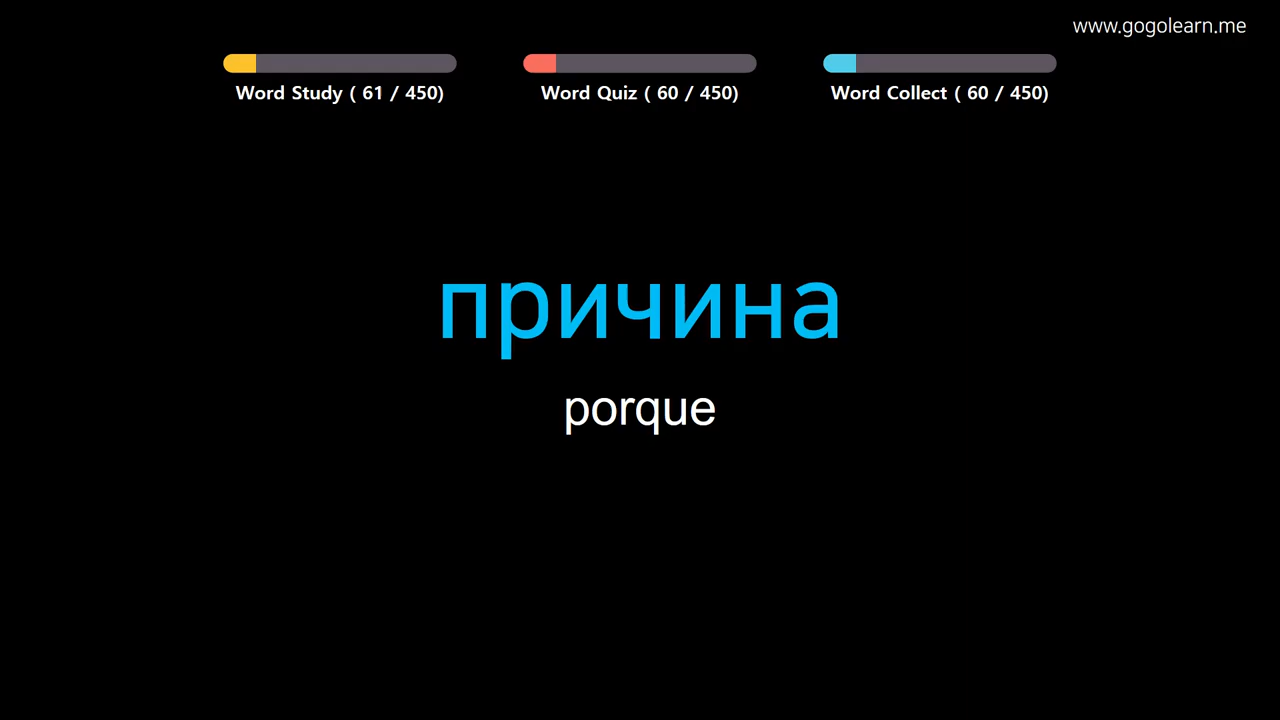 www.gogolearn.me
Word Study ( 61 / 450)
Word Quiz ( 60 / 450)
Word Collect ( 60 / 450)
причина
porque